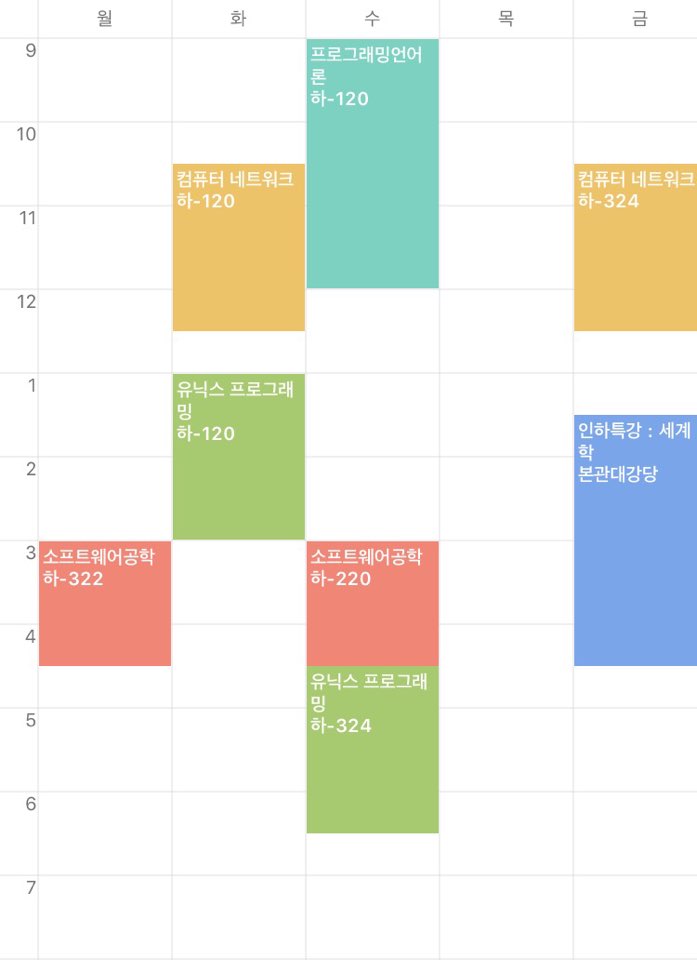 월
화
수
목
금
9
프로그래밍언어
론
하-120
10
컴퓨터 네트워크
하-120
컴퓨터 네트워크
하-324
11
12
1
유닉스 프로그래
밍
하-120
인하특강 : 세계
학
본관대강당
2
3
소프트웨어공학
하-322
소프트웨어공학
하-220
4
유닉스 프로그래
밍
하-324
5
6
7